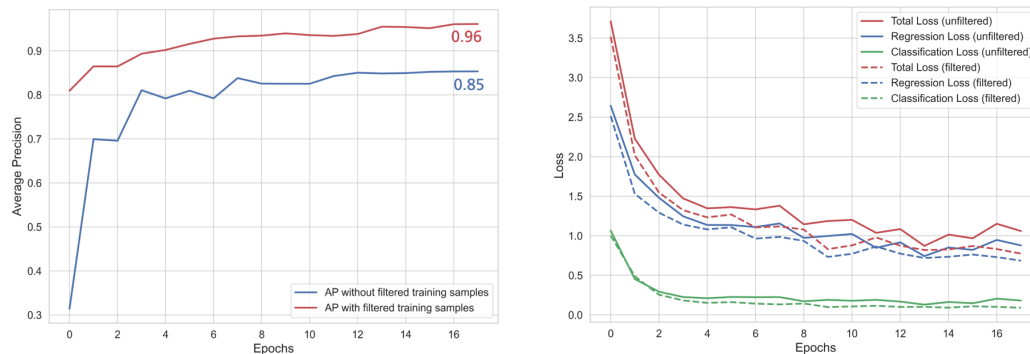 Average Precision
0.9
0.8
0.7
0.6
0.5
0.4
0.3
0.96
0.85
AP without filtered training samples
AP with filtered training samples
0 2 4 6 8 10 12 14 16
Epochs
Loss
3.5
3.0
2.5
2.0
1.5
1.0
0.5
0.0
Total Loss (unfiltered)
Regression Loss (unfiltered)
Classification Loss (unfiltered)
Total Loss (filtered)
Regression Loss (filtered)
Classification Loss (filtered)
0 2 4 6 8 10 12 14 16
Epochs